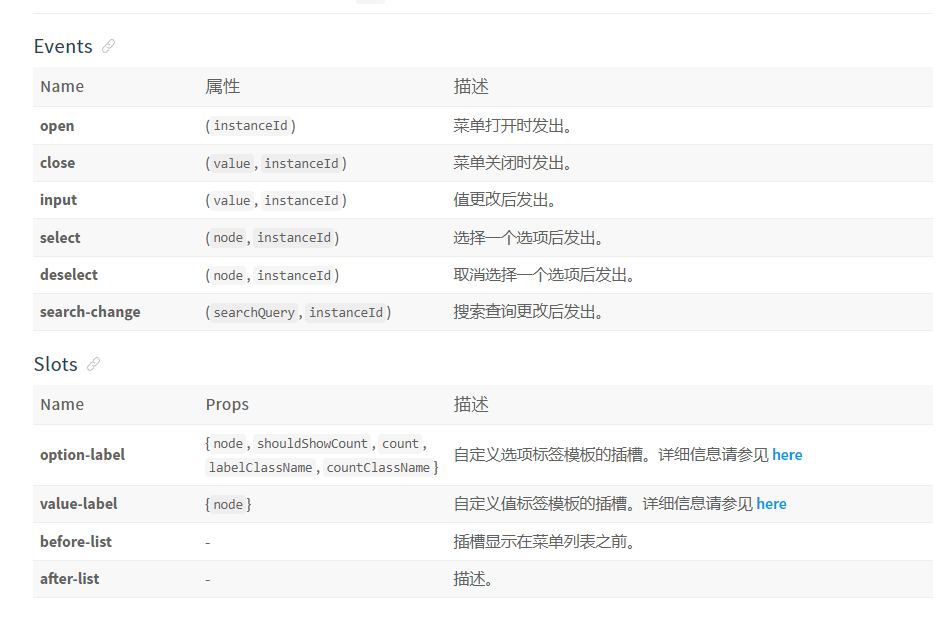 Events
Name 属性 描述
open (instanceId) 菜单打开时发出。
close (value, instanceId) 菜单关闭时发出。
input (value, instanceId) 值更改后发出。
select (node, instanceId) 选择一个选项后发出。
deselect (node, instanceId) 取消选择一个选项后发出。
search-change (searchQuery, instanceId) 搜索查询更改后发出。
Slots
Name Props 描述
option-label {node, shouldShowCount, count, labelClassName, countClassName} 自定义选项标签模板的插槽。详细信息请参见 here
value-label {node} 自定义值标签模板的插槽。详细信息请参见 here
before-list - 插槽显示在菜单列表之前。
after-list - 描述。